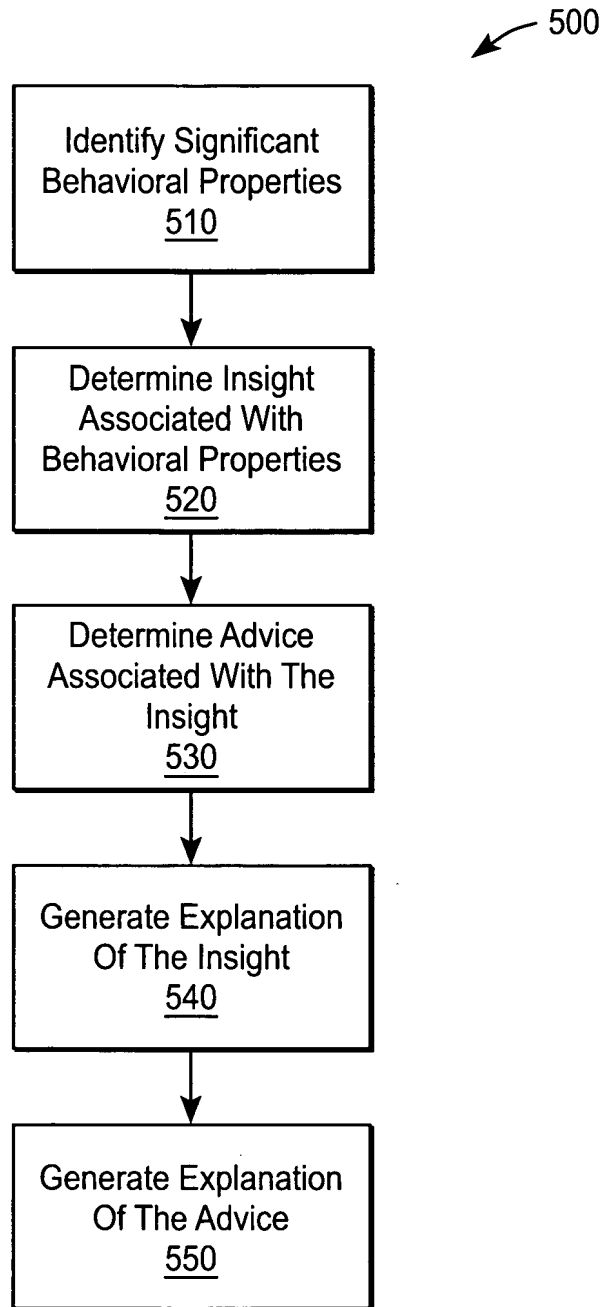 500
Identify Significant
Behavioral Properties
510
Determine Insight
Associated With
Behavioral Properties
520
Determine Advice
Associated With The
Insight
530
Generate Explanation
Of The Insight
540
Generate Explanation
Of The Advice
550